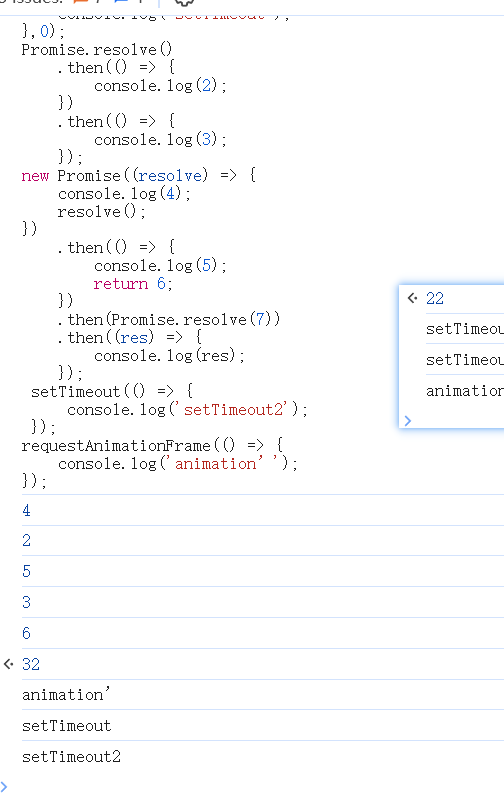 Issues:
console.log('setTimeout');
},0);
Promise.resolve()
    .then(() => {
        console.log(2);
    })
    .then(() => {
        console.log(3);
    });
new Promise((resolve) => {
    console.log(4);
    resolve();
})
    .then(() => {
        console.log(5);
        return 6;
    })
    .then(Promise.resolve(7))
    .then((res) => {
        console.log(res);
    });
 setTimeout(() => {
     console.log('setTimeout2');
 });
requestAnimationFrame(() => {
    console.log('animation’');
});
4
2
5
3
6
32
animation’
setTimeout
setTimeout2
22
setTimeou
setTimeou
animation